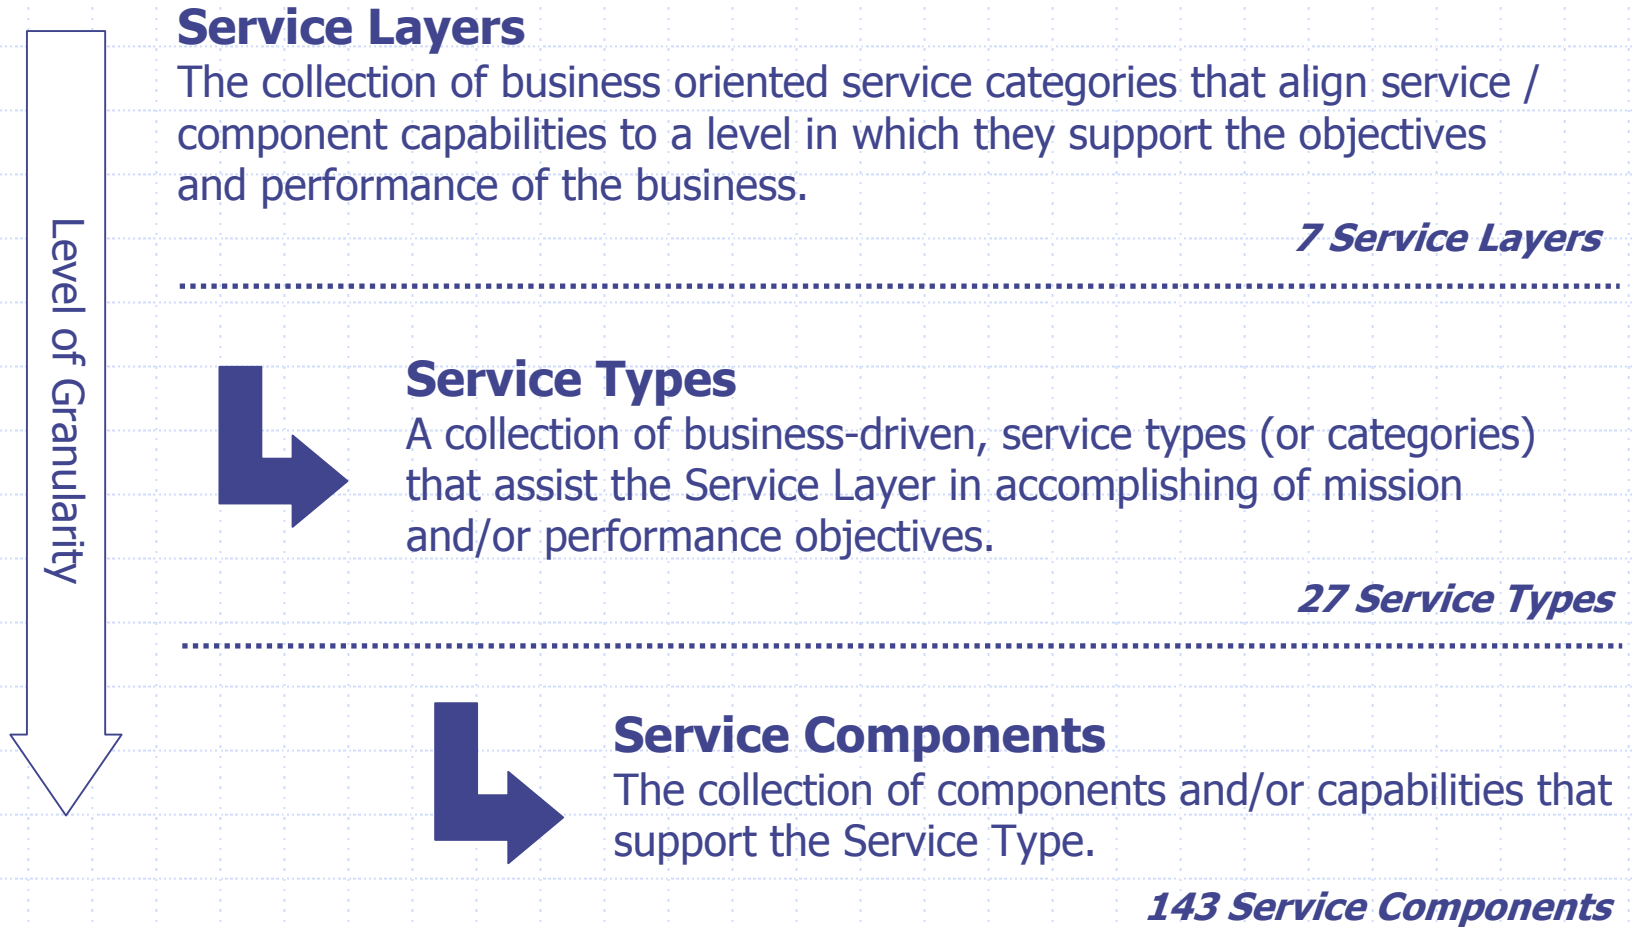 Service Layers
The collection of business oriented service categories that align service /
component capabilities to a level in which they support the objectives
and performance of the business.
7 Service Layers
Level of Granularity
Service Types
A collection of business-driven, service types (or categories)
that assist the Service Layer in accomplishing of mission
and/or performance objectives.
27 Service Types
Service Components
The collection of components and/or capabilities that
support the Service Type.
143 Service Components